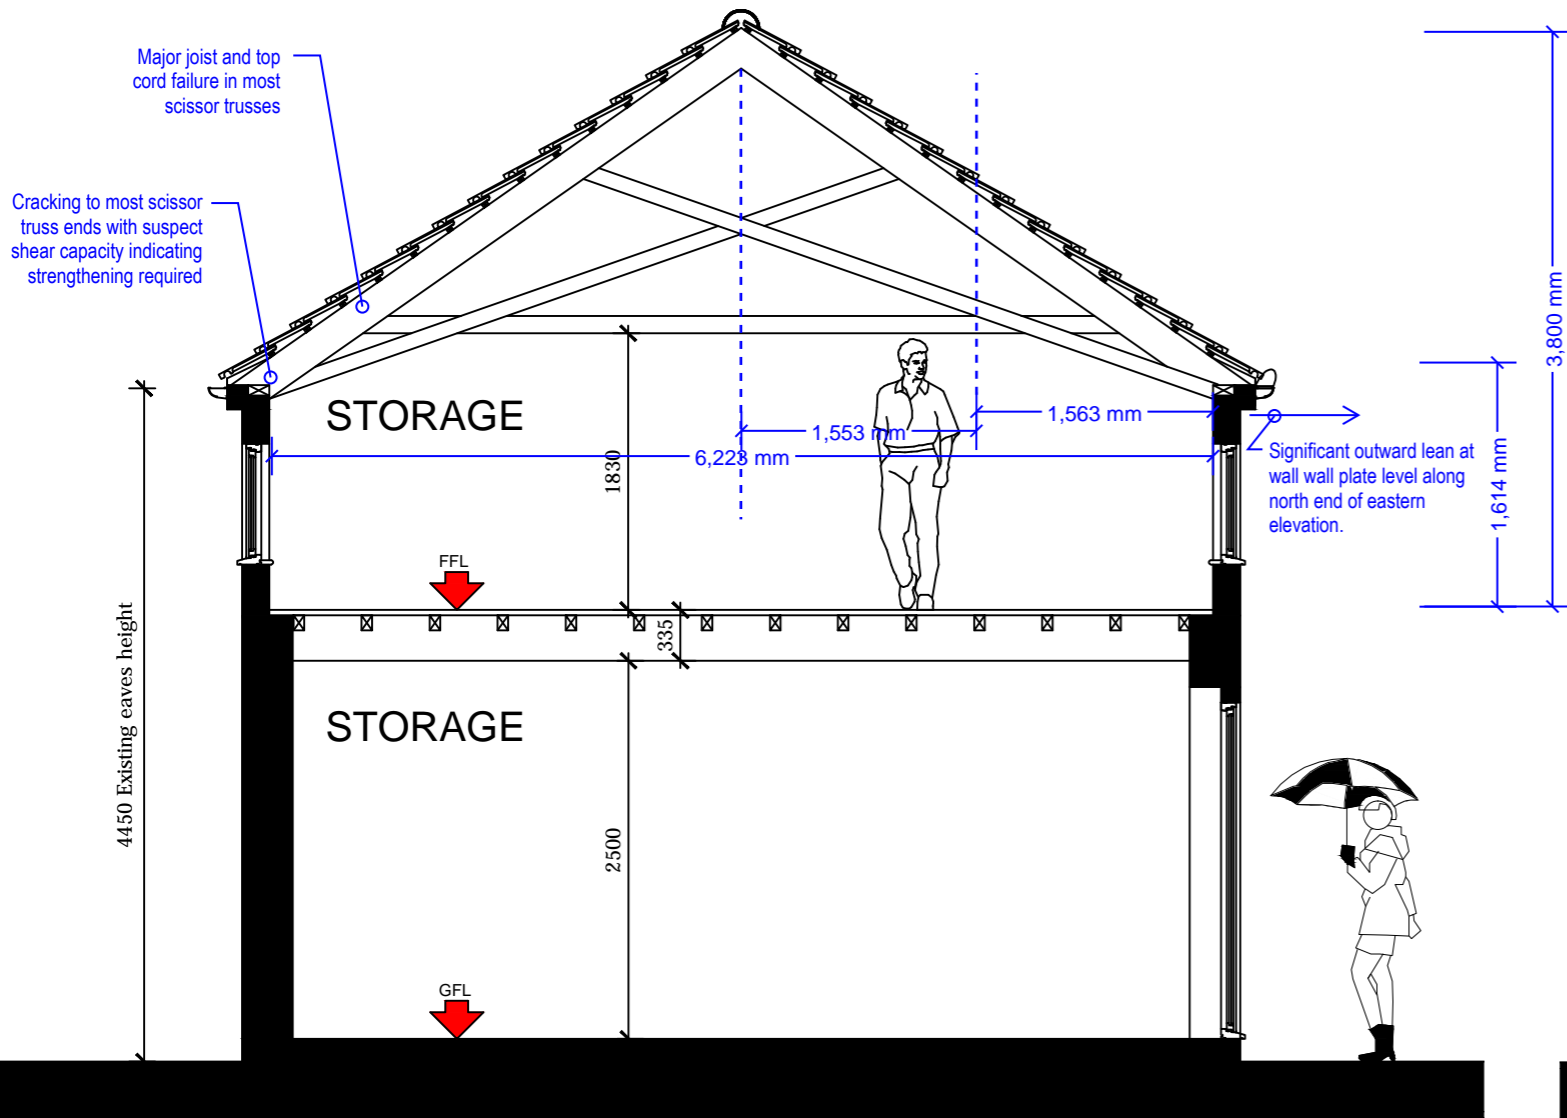 Major joist and top
cord failure in most
scissor trusses
Cracking to most scissor
truss ends with suspect
shear capacity indicating
strengthening required
3,800 mm
STORAGE
1,563 mm
1,553 mm
6,223 mm
1830
Significant outward lean at
wall wall plate level along
north end of eastern
elevation.
1,614 mm
FFL
335
4450 Existing eaves height
STORAGE
2500
GFL